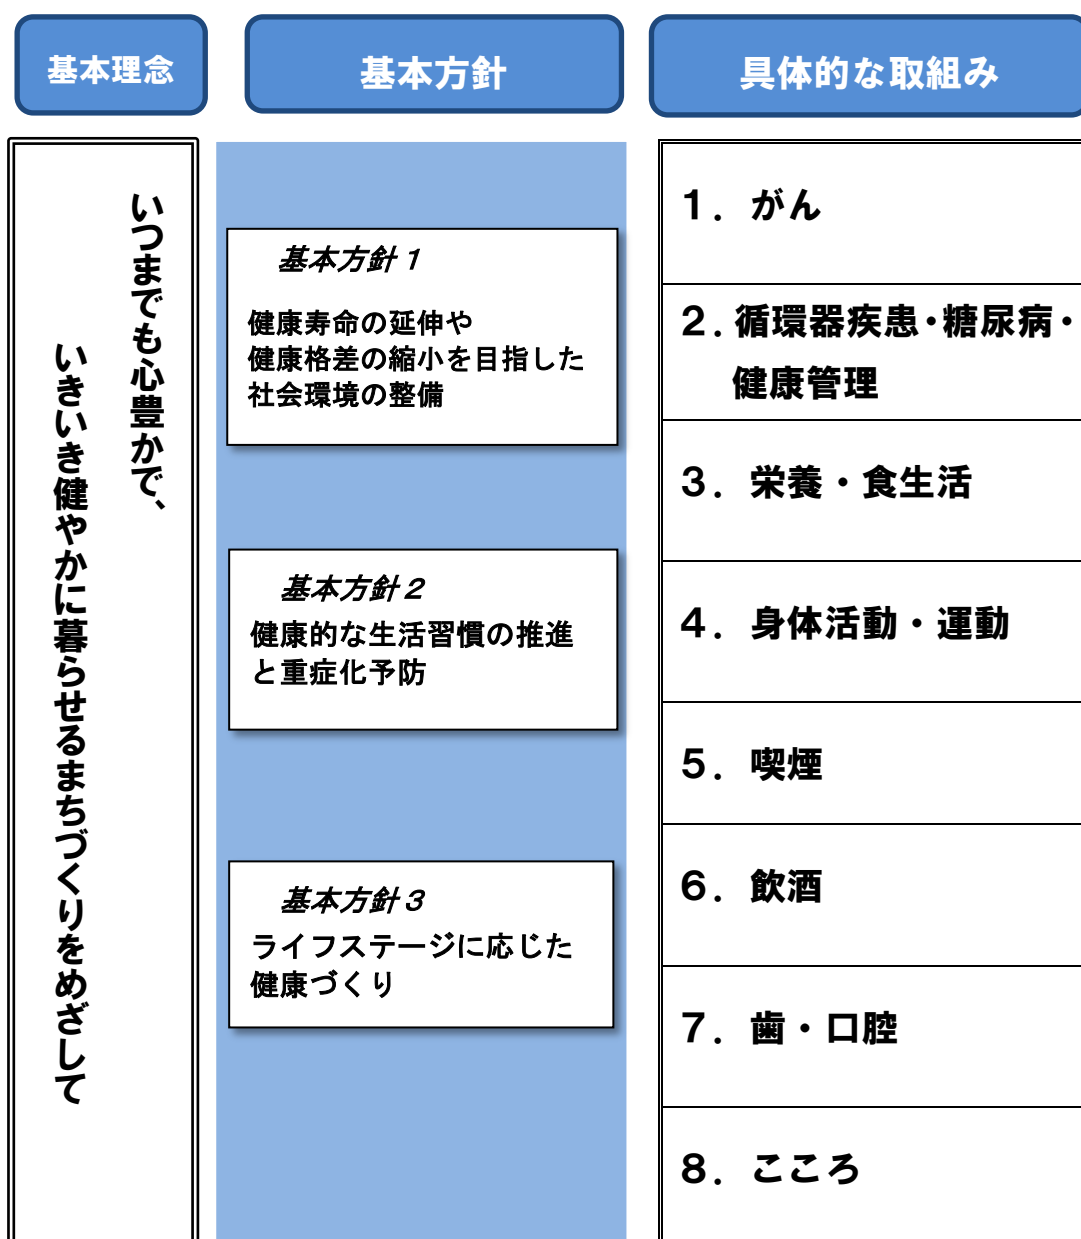 基本理念
基本方針
具体的な取組み
いつまでも心豊かで、
いきいき健やかに暮らせるまちづくりをめざして
基本方針１
健康寿命の延伸や
健康格差の縮小を目指した
社会環境の整備
基本方針２
健康的な生活習慣の推進
と重症化予防
基本方針３
ライフステージに応じた
健康づくり
１．がん
２．循環器疾患・糖尿病・
健康管理
３．栄養・食生活
４．身体活動・運動
５．喫煙
６．飲酒
７．歯・口腔
８．こころ